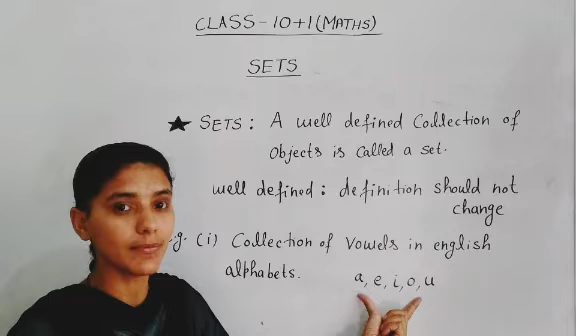 CLASS-10+1(MATHS)
SETS
★ SETS: A well defined Collection of
Objects is called a set.
well defined: definition should not
change
.g. (i) Collection of Vowels in english
alphabets.
a, e, i, o, u